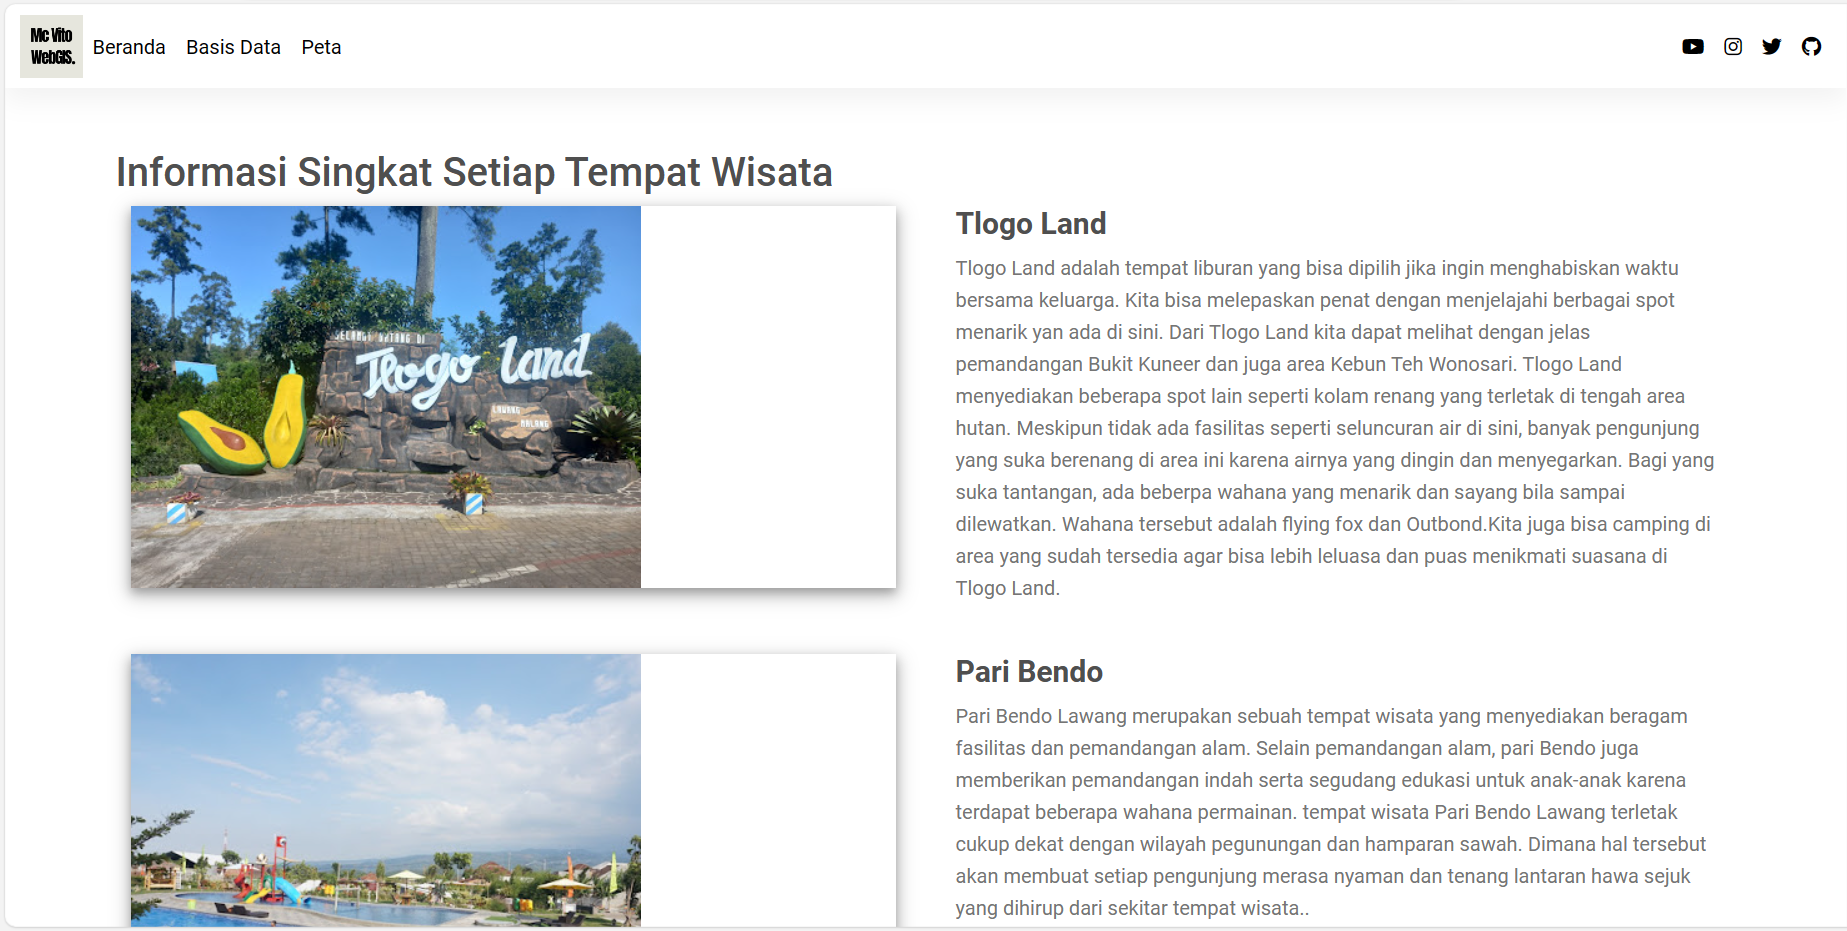 Mc Vito
WebGIS.
Beranda Basis Data Peta
Informasi Singkat Setiap Tempat Wisata
SELAMAT DATANG DI
Tlogo land
LAWANG
MALANG
Tlogo Land
Tlogo Land adalah tempat liburan yang bisa dipilih jika ingin menghabiskan waktu
bersama keluarga. Kita bisa melepaskan penat dengan menjelajahi berbagai spot
menarik yan ada di sini. Dari Tlogo Land kita dapat melihat dengan jelas
pemandangan Bukit Kuneer dan juga area Kebun Teh Wonosari. Tlogo Land
menyediakan beberapa spot lain seperti kolam renang yang terletak di tengah area
hutan. Meskipun tidak ada fasilitas seperti seluncuran air di sini, banyak pengunjung
yang suka berenang di area ini karena airnya yang dingin dan menyegarkan. Bagi yang
suka tantangan, ada beberpa wahana yang menarik dan sayang bila sampai
dilewatkan. Wahana tersebut adalah flying fox dan Outbond.Kita juga bisa camping di
area yang sudah tersedia agar bisa lebih leluasa dan puas menikmati suasana di
Tlogo Land.
Pari Bendo
Pari Bendo Lawang merupakan sebuah tempat wisata yang menyediakan beragam
fasilitas dan pemandangan alam. Selain pemandangan alam, pari Bendo juga
memberikan pemandangan indah serta segudang edukasi untuk anak-anak karena
terdapat beberapa wahana permainan. tempat wisata Pari Bendo Lawang terletak
cukup dekat dengan wilayah pegunungan dan hamparan sawah. Dimana hal tersebut
akan membuat setiap pengunjung merasa nyaman dan tenang lantaran hawa sejuk
yang dihirup dari sekitar tempat wisata..